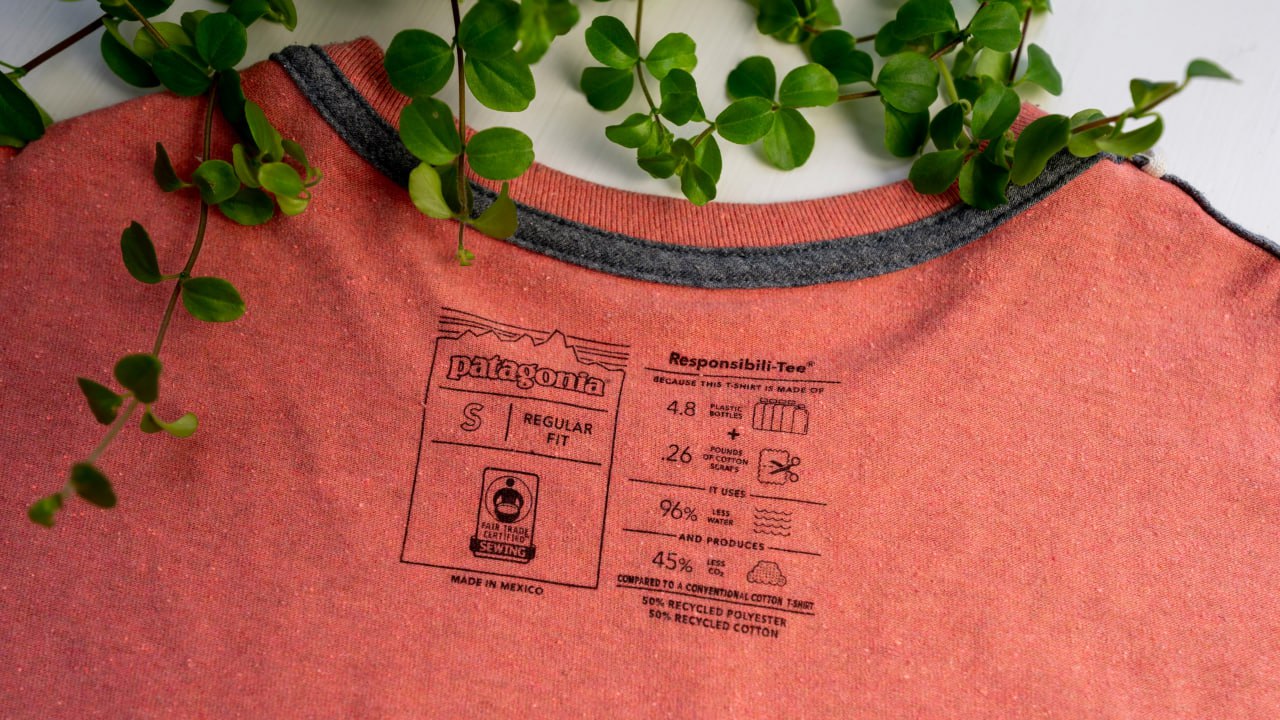 patagonia
S
REGULAR
FIT
FAIR TRADE
CERTIFIED
SEWING
MADE IN MEXICO
Responsibili-Tee®
BECAUSE THIS T-SHIRT IS MADE OF
4.8 PLASTIC
BOTTLES
+
.26 POUNDS
OF COTTON
SCRAPS
IT USES
96% LESS
WATER
AND PRODUCES
45% LESS
CO₂
COMPARED TO A CONVENTIONAL COTTON T-SHIRT
50% RECYCLED POLYESTER
50% RECYCLED COTTON